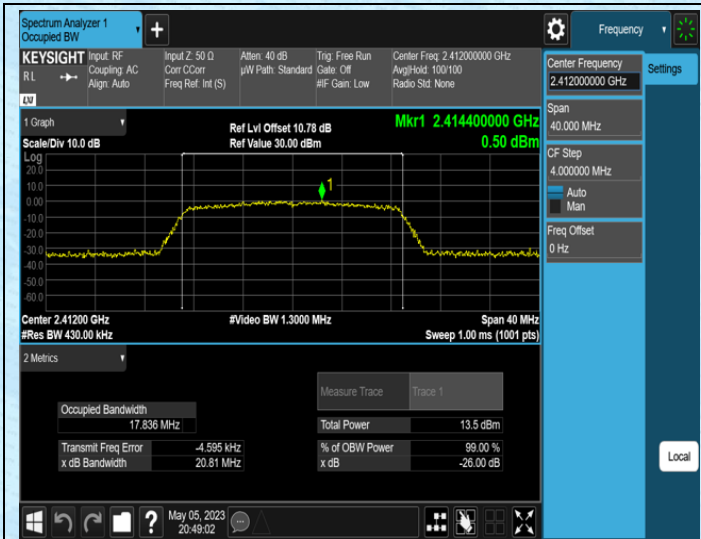 Spectrum Analyzer 1
Occupied BW
Frequency
KEYSIGHT
RL
LXI
Input: RF
Coupling: AC
Align: Auto
Input Z: 50 Ω
Corr CCorr
Freq Ref: Int (S)
Atten: 40 dB
µW Path: Standard
Trig: Free Run
Gate: Off
#IF Gain: Low
Center Freq: 2.412000000 GHz
Avg|Hold: 100/100
Radio Std: None
Center Frequency
2.412000000 GHz
Settings
Span
40.000 MHz
CF Step
4.000000 MHz
Auto
Man
Freq Offset
0 Hz
1 Graph
Scale/Div 10.0 dB
Ref Lvl Offset 10.78 dB
Ref Value 30.00 dBm
Mkr1 2.414400000 GHz
0.50 dBm
Log
20.0
10.0
0.00
-10.0
-20.0
-30.0
-40.0
-50.0
-60.0
1
Center 2.41200 GHz
#Res BW 430.00 kHz
#Video BW 1.3000 MHz
Span 40 MHz
Sweep 1.00 ms (1001 pts)
2 Metrics
Measure Trace
Trace 1
Occupied Bandwidth
17.836 MHz
Total Power
13.5 dBm
Transmit Freq Error
-4.595 kHz
% of OBW Power
99.00 %
x dB Bandwidth
20.81 MHz
x dB
-26.00 dB
Local
?
May 05, 2023
20:49:02